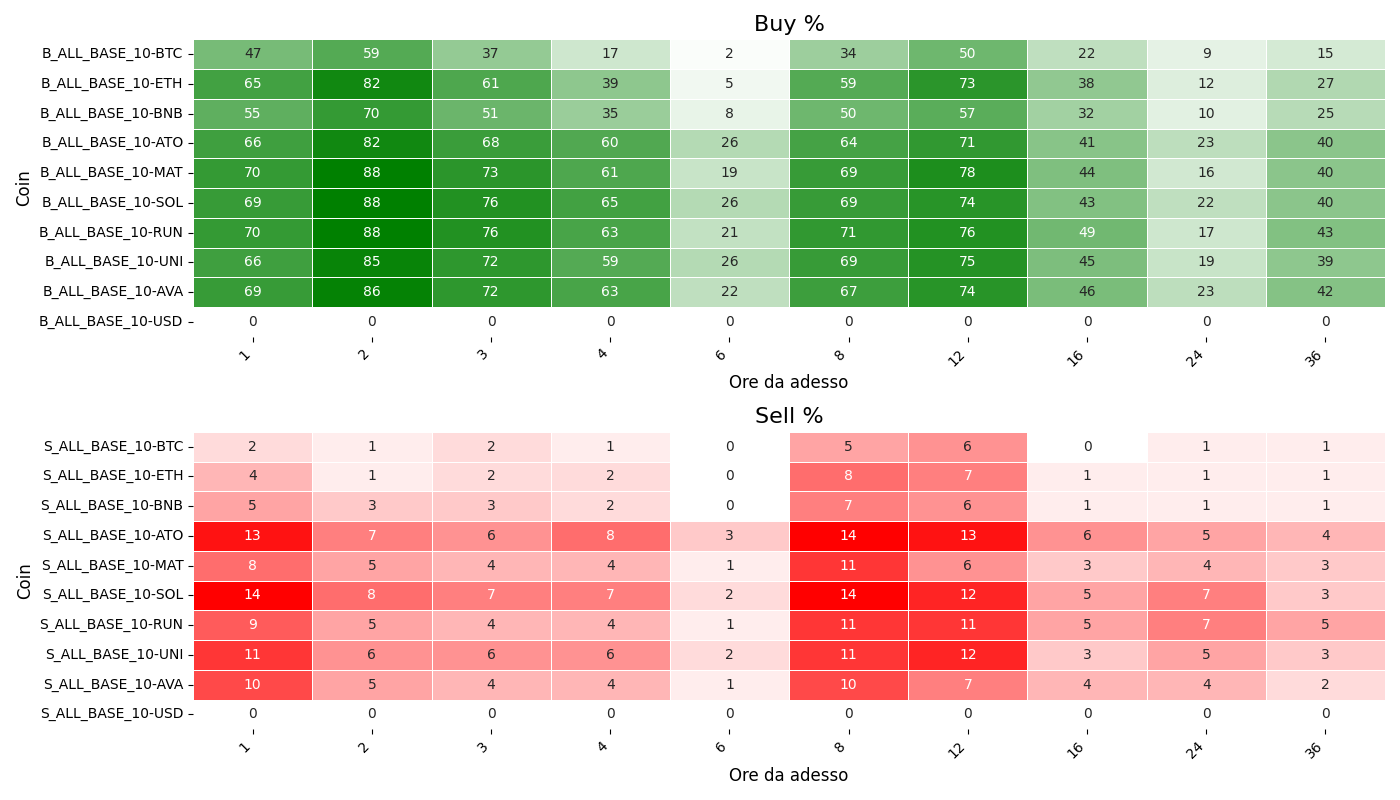 Buy %
Coin
B_ALL_BASE_10-BTC 47 59 37 17 2 34 50 22 9 15
B_ALL_BASE_10-ETH 65 82 61 39 5 59 73 38 12 27
B_ALL_BASE_10-BNB 55 70 51 35 8 50 57 32 10 25
B_ALL_BASE_10-ATO 66 82 68 60 26 64 71 41 23 40
B_ALL_BASE_10-MAT 70 88 73 61 19 69 78 44 16 40
B_ALL_BASE_10-SOL 69 88 76 65 26 69 74 43 22 40
B_ALL_BASE_10-RUN 70 88 76 63 21 71 76 49 17 43
B_ALL_BASE_10-UNI 66 85 72 59 26 69 75 45 19 39
B_ALL_BASE_10-AVA 69 86 72 63 22 67 74 46 23 42
B_ALL_BASE_10-USD 0 0 0 0 0 0 0 0 0 0
1 2 3 4 6 8 12 16 24 36
Ore da adesso
Sell %
Coin
S_ALL_BASE_10-BTC 2 1 2 1 0 5 6 0 1 1
S_ALL_BASE_10-ETH 4 1 2 2 0 8 7 1 1 1
S_ALL_BASE_10-BNB 5 3 3 2 0 7 6 1 1 1
S_ALL_BASE_10-ATO 13 7 6 8 3 14 13 6 5 4
S_ALL_BASE_10-MAT 8 5 4 4 1 11 6 3 4 3
S_ALL_BASE_10-SOL 14 8 7 7 2 14 12 5 7 3
S_ALL_BASE_10-RUN 9 5 4 4 1 11 11 5 7 5
S_ALL_BASE_10-UNI 11 6 6 6 2 11 12 3 5 3
S_ALL_BASE_10-AVA 10 5 4 4 1 10 7 4 4 2
S_ALL_BASE_10-USD 0 0 0 0 0 0 0 0 0 0
1 2 3 4 6 8 12 16 24 36
Ore da adesso